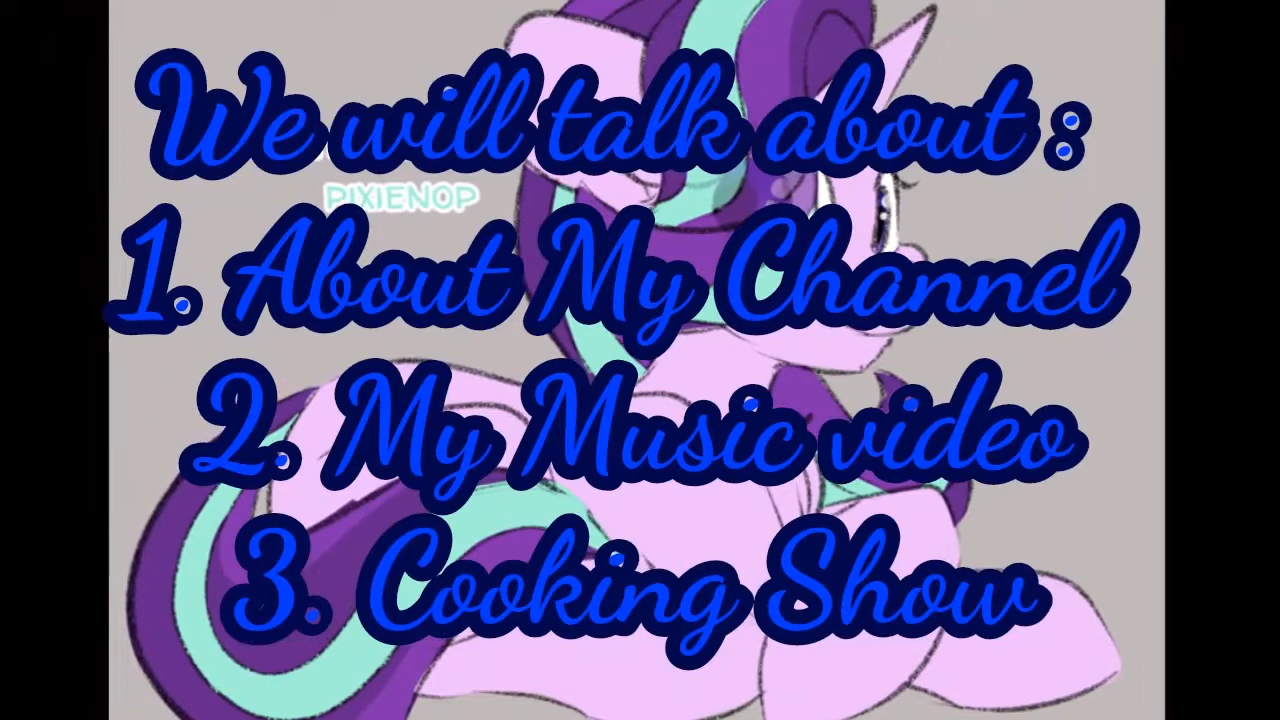 We will talk about :
PIXIENOP
1. About My Channel
2. My Music video
3. Cooking Show